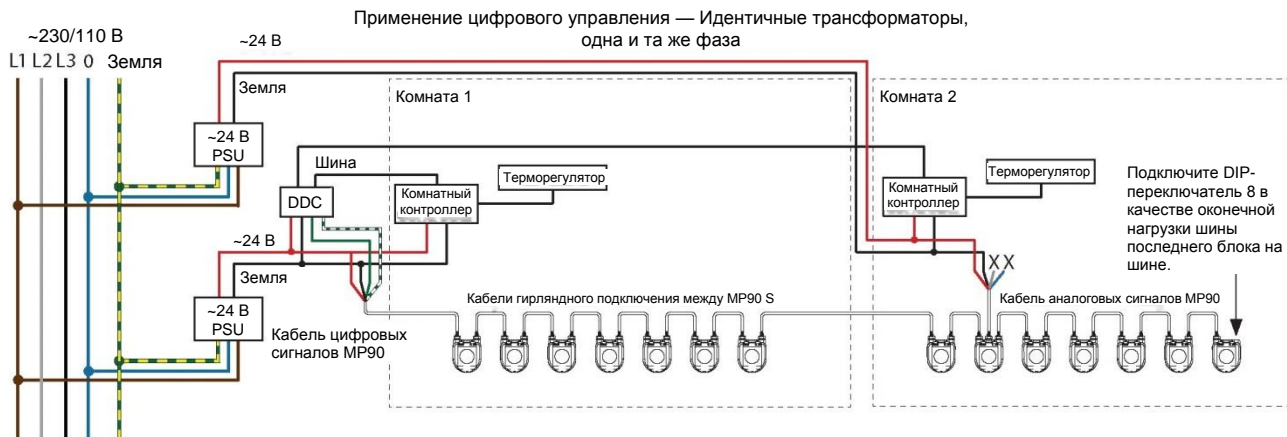 Применение цифрового управления — Идентичные трансформаторы,
одна и та же фаза
~230/110 В
L1 L2 L3 0 Земля
~24 В
Земля
~24 В
PSU
Комната 1
Комната 2
Шина
DDC
Комнатный
контроллер
Терморегулятор
Комнатный
контроллер
Терморегулятор
Подключите DIP-
переключатель 8 в
качестве оконечной
нагрузки шины
последнего блока на
шине.
~24 В
Земля
~24 В
PSU
Кабель цифровых
сигналов MP90
Кабели гирляндного подключения между MP90 S
X X
Кабель аналоговых сигналов MP90